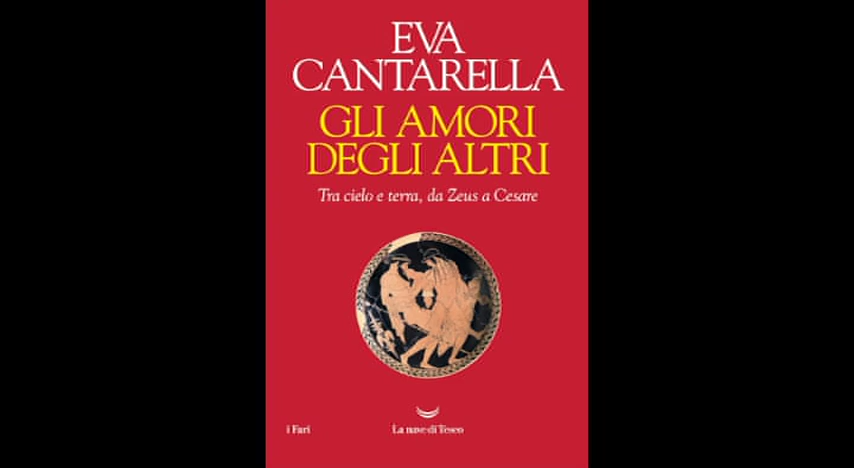 EVA
CANTARELLA
GLI AMORI
DEGLI ALTRI
Tra cielo e terra, da Zeus a Cesare
i Fari
La nave di Teseo